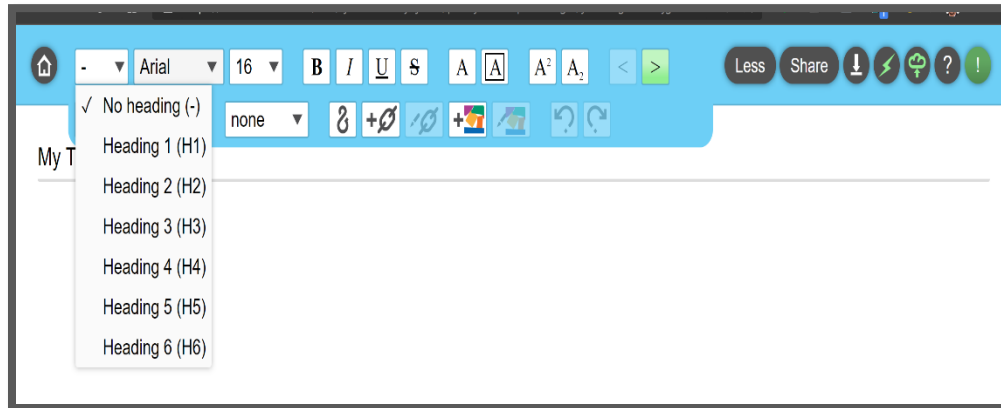 - Arial 16 B I U S A A A² A₂ < > Less Share ? !
✓ No heading (-)
none
Heading 1 (H1)
My T
Heading 2 (H2)
Heading 3 (H3)
Heading 4 (H4)
Heading 5 (H5)
Heading 6 (H6)